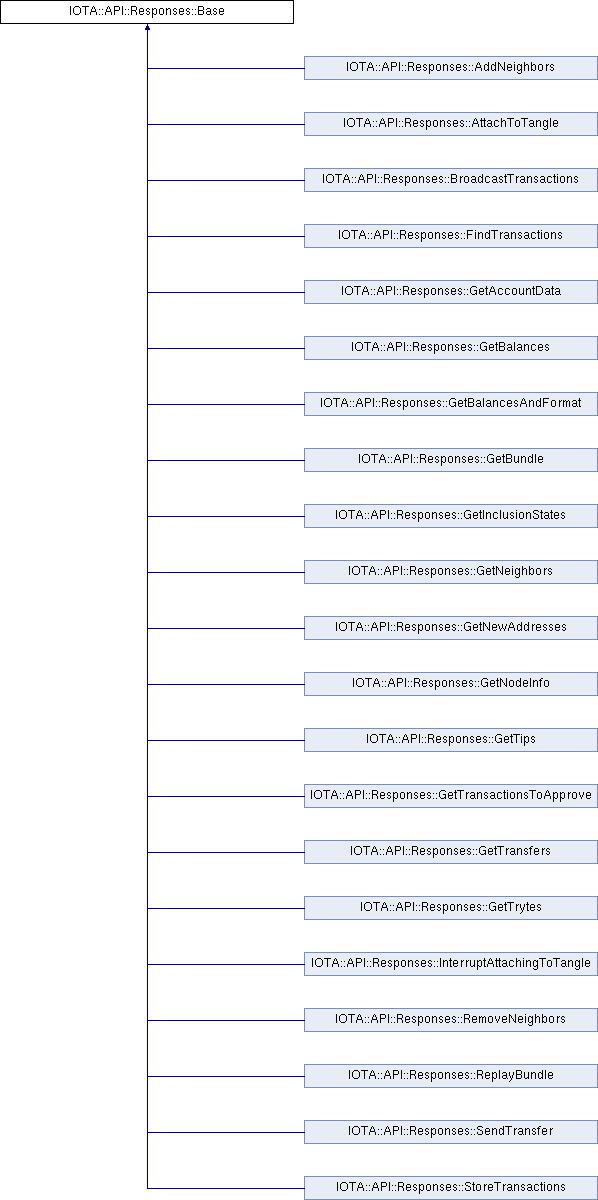 IOTA::API::Responses::Base
IOTA::API::Responses::AddNeighbors
IOTA::API::Responses::AttachToTangle
IOTA::API::Responses::BroadcastTransactions
IOTA::API::Responses::FindTransactions
IOTA::API::Responses::GetAccountData
IOTA::API::Responses::GetBalances
IOTA::API::Responses::GetBalancesAndFormat
IOTA::API::Responses::GetBundle
IOTA::API::Responses::GetInclusionStates
IOTA::API::Responses::GetNeighbors
IOTA::API::Responses::GetNewAddresses
IOTA::API::Responses::GetNodeInfo
IOTA::API::Responses::GetTips
IOTA::API::Responses::GetTransactionsToApprove
IOTA::API::Responses::GetTransfers
IOTA::API::Responses::GetTrytes
IOTA::API::Responses::InterruptAttachingToTangle
IOTA::API::Responses::RemoveNeighbors
IOTA::API::Responses::ReplayBundle
IOTA::API::Responses::SendTransfer
IOTA::API::Responses::StoreTransactions